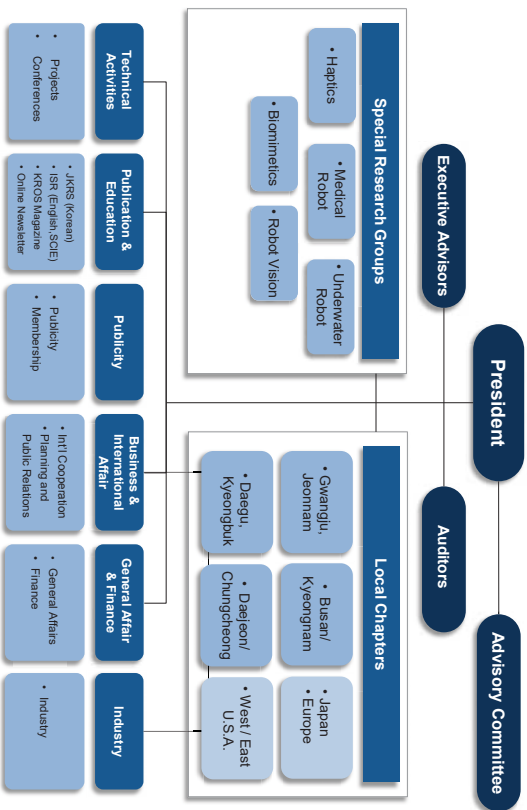 President
Advisory Committee
Executive Advisors
Auditors
Special Research Groups
• Haptics
• Medical
Robot
• Underwater
Robot
• Biomimetics
• Robot Vision
Local Chapters
• Gwangju,
Jeonnam
• Busan/
Kyeongnam
• Japan
• Europe
• Daegu,
Kyeongbuk
• Daejeon/
Chungcheong
• West / East
U.S.A.
Technical
Activities
• Projects
• Conferences
Publication &
Education
• JKRS (Korean)
• ISR (English,SCIE)
• KROS Magazine
• Online Newsletter
Publicity
• Publicity
• Membership
Business &
International
Affair
• Int'l Cooperation
• Planning and
Public Relations
General Affair
& Finance
• General Affairs
• Finance
Industry
• Industry